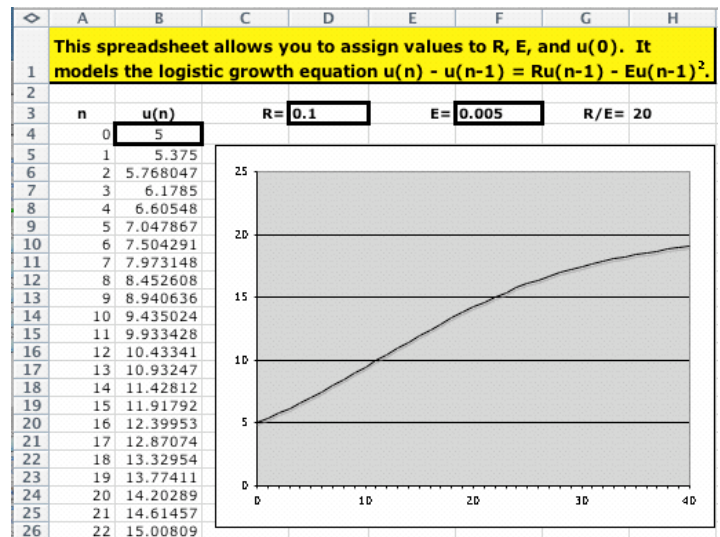 A B C D E F G H
This spreadsheet allows you to assign values to R, E, and u(0). It
1 models the logistic growth equation u(n) - u(n-1) = Ru(n-1) - Eu(n-1)².
2
3 n u(n) R= 0.1 E= 0.005 R/E= 20
4 0 5
5 1 5.375
6 2 5.768047
7 3 6.1785
8 4 6.60548
9 5 7.047867
10 6 7.504291
11 7 7.973148
12 8 8.452608
13 9 8.940636
14 10 9.435024
15 11 9.933428
16 12 10.43341
17 13 10.93247
18 14 11.42812
19 15 11.91792
20 16 12.39953
21 17 12.87074
22 18 13.32954
23 19 13.77411
24 20 14.20289
25 21 14.61457
26 22 15.00809
25
20
15
10
5
0
0 10 20 30 40